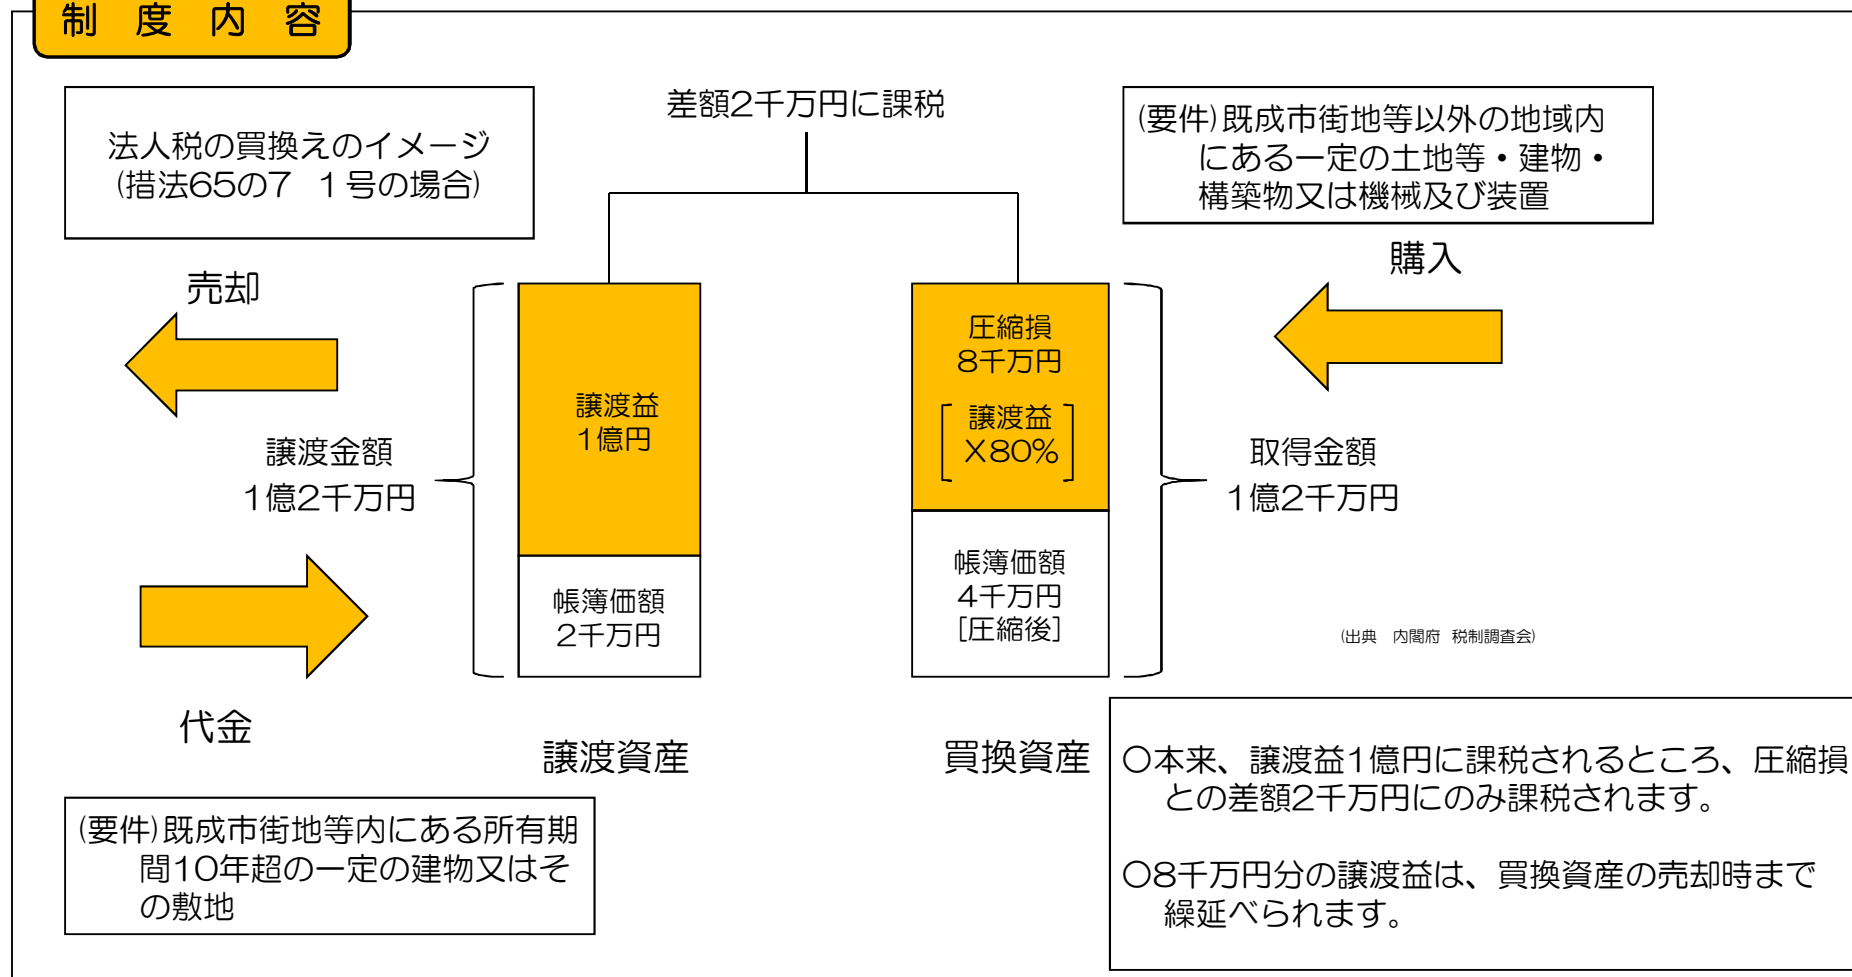 制度内容
法人税の買換えのイメージ
(措法65の7 1号の場合)
差額2千万円に課税
(要件)既成市街地等以外の地域内
にある一定の土地等・建物・
構築物又は機械及び装置
売却
購入
譲渡金額
1億2千万円
譲渡益
1億円
帳簿価額
2千万円
圧縮損
8千万円
譲渡益
X80%
帳簿価額
4千万円
[圧縮後]
取得金額
1億2千万円
(出典 内閣府 税制調査会)
代金
譲渡資産
買換資産
(要件)既成市街地等内にある所有期
間10年超の一定の建物又はそ
の敷地
○本来、譲渡益1億円に課税されるところ、圧縮損
との差額2千万円にのみ課税されます。
○8千万円分の譲渡益は、買換資産の売却時まで
繰延べられます。